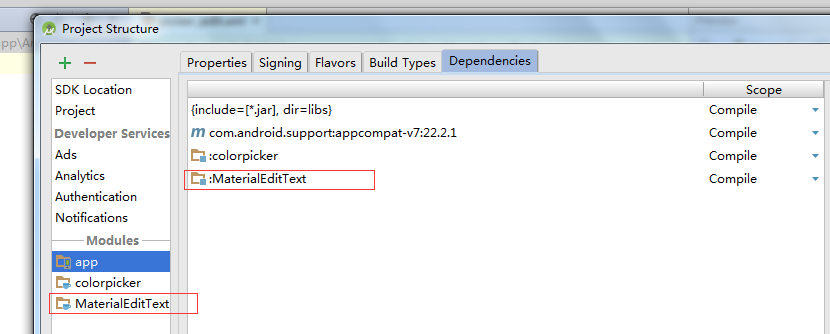 Project Structure
Properties Signing Flavors Build Types Dependencies
SDK Location
Project
Developer Services
Ads
Analytics
Authentication
Notifications
Modules
app
colorpicker
MaterialEditText
Scope
{include=[*.jar], dir=libs} Compile
m com.android.support:appcompat-v7:22.2.1 Compile
:colorpicker Compile
:MaterialEditText Compile